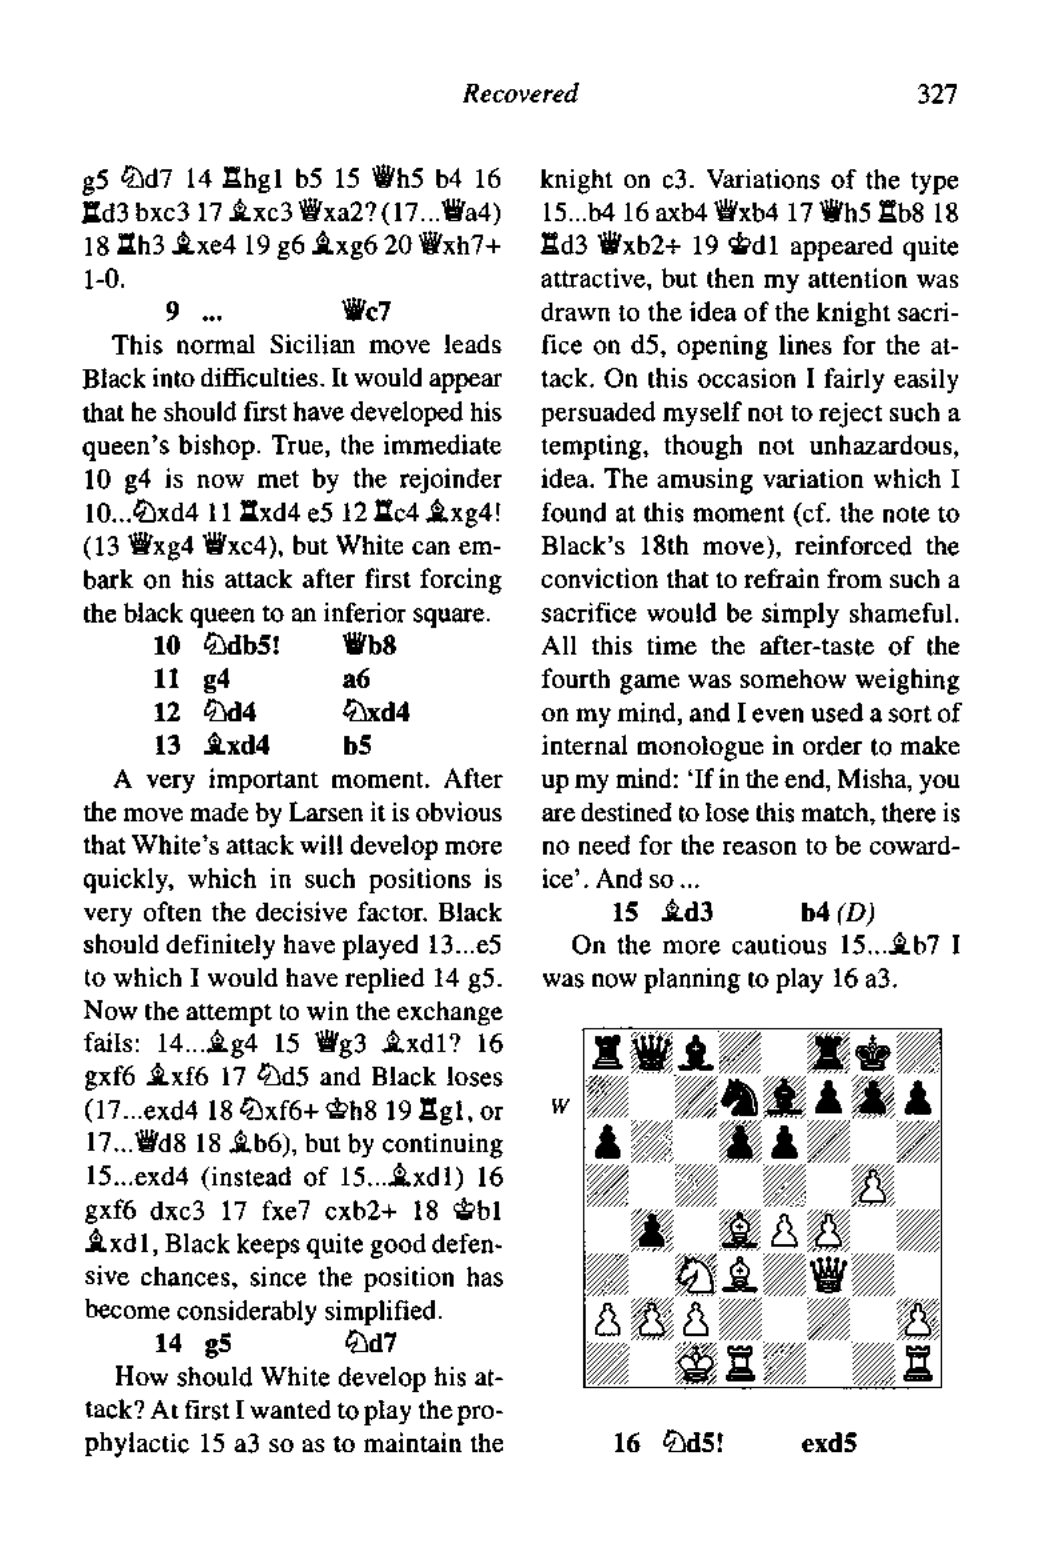 Recovered 327
g5 ♘d7 14 ♖hg1 b5 15 ♕h5 b4 16
♖d3 bxc3 17 ♗xc3 ♕xa2? (17...♕a4)
18 ♖h3 ♗xe4 19 g6 ♗xg6 20 ♕xh7+
1-0.
9 ... ♕c7
This normal Sicilian move leads
Black into difficulties. It would appear
that he should first have developed his
queen's bishop. True, the immediate
10 g4 is now met by the rejoinder
10...♘xd4 11 ♖xd4 e5 12 ♖c4 ♗xg4!
(13 ♕xg4 ♕xc4), but White can em-
bark on his attack after first forcing
the black queen to an inferior square.
10 ♘db5! ♕b8
11 g4 a6
12 ♘d4 ♘xd4
13 ♗xd4 b5
A very important moment. After
the move made by Larsen it is obvious
that White's attack will develop more
quickly, which in such positions is
very often the decisive factor. Black
should definitely have played 13...e5
to which I would have replied 14 g5.
Now the attempt to win the exchange
fails: 14...♗g4 15 ♕g3 ♗xd1? 16
gxf6 ♗xf6 17 ♘d5 and Black loses
(17...exd4 18 ♘xf6+ ♔h8 19 ♖g1, or
17...♕d8 18 ♗b6), but by continuing
15...exd4 (instead of 15...♗xd1) 16
gxf6 dxc3 17 fxe7 cxb2+ 18 ♔b1
♗xd1, Black keeps quite good defen-
sive chances, since the position has
become considerably simplified.
14 g5 ♘d7
How should White develop his at-
tack? At first I wanted to play the pro-
phylactic 15 a3 so as to maintain the
knight on c3. Variations of the type
15...b4 16 axb4 ♕xb4 17 ♕h5 ♖b8 18
♖d3 ♕xb2+ 19 ♔d1 appeared quite
attractive, but then my attention was
drawn to the idea of the knight sacri-
fice on d5, opening lines for the at-
tack. On this occasion I fairly easily
persuaded myself not to reject such a
tempting, though not unhazardous,
idea. The amusing variation which I
found at this moment (cf. the note to
Black's 18th move), reinforced the
conviction that to refrain from such a
sacrifice would be simply shameful.
All this time the after-taste of the
fourth game was somehow weighing
on my mind, and I even used a sort of
internal monologue in order to make
up my mind: 'If in the end, Misha, you
are destined to lose this match, there is
no need for the reason to be coward-
ice'. And so ...
15 ♗d3 b4 (D)
On the more cautious 15...♗b7 I
was now planning to play 16 a3.
W
16 ♘d5! exd5